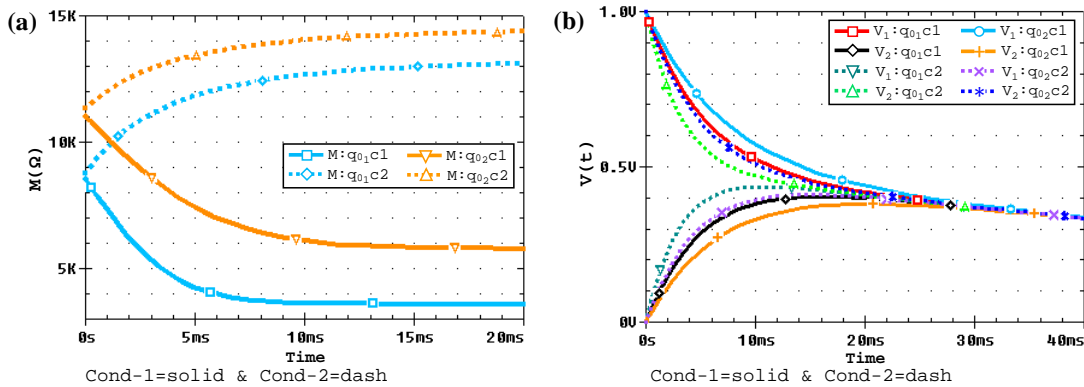 (a)
15K
10K
5K
M(Ω)
M:q₀₁c1
M:q₀₂c1
M:q₀₁c2
M:q₀₂c2
0s
5ms
10ms
15ms
20ms
Time
Cond-1=solid & Cond-2=dash
(b)
1.0V
0.5V
0V
V(t)
V₁:q₀₁c1
V₁:q₀₂c1
V₂:q₀₁c1
V₂:q₀₂c1
V₁:q₀₁c2
V₁:q₀₂c2
V₂:q₀₁c2
V₂:q₀₂c2
0s
10ms
20ms
30ms
40ms
Time
Cond-1=solid & Cond-2=dash